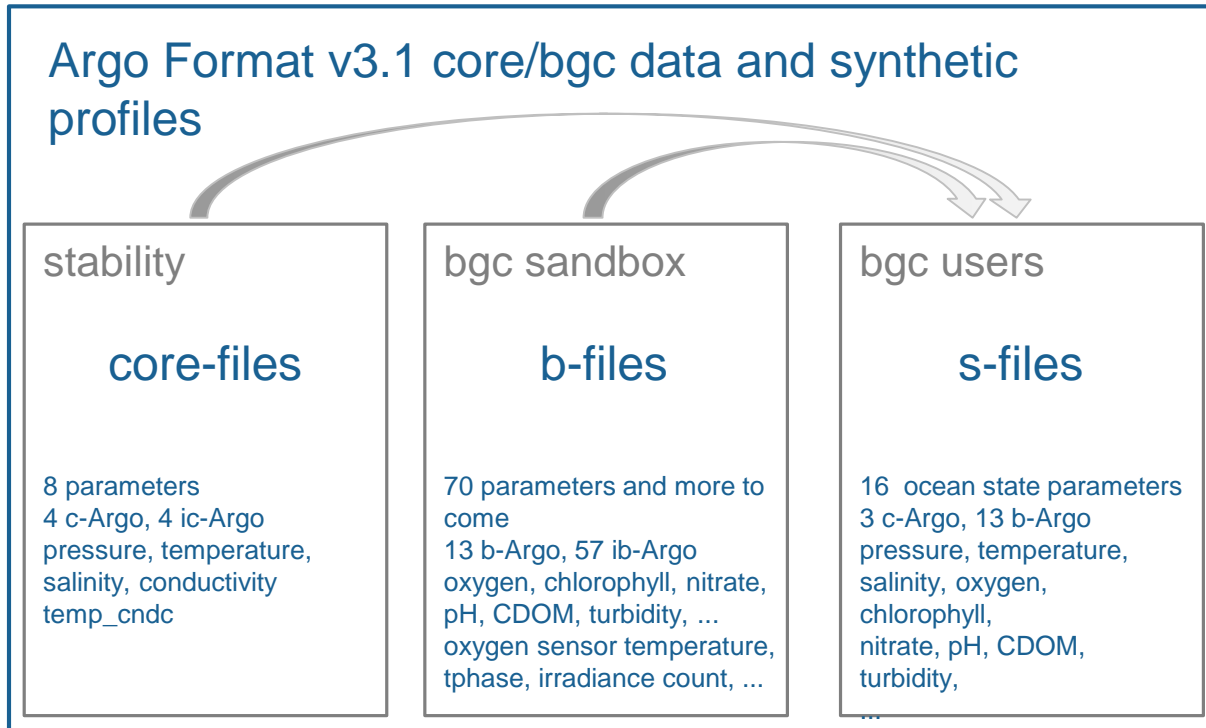 Argo Format v3.1 core/bgc data and synthetic
profiles
stability
core-files
8 parameters
4 c-Argo, 4 ic-Argo
pressure, temperature,
salinity, conductivity
temp_cndc
bgc sandbox
b-files
70 parameters and more to
come
13 b-Argo, 57 ib-Argo
oxygen, chlorophyll, nitrate,
pH, CDOM, turbidity, ...
oxygen sensor temperature,
tphase, irradiance count, ...
bgc users
s-files
16  ocean state parameters
3 c-Argo, 13 b-Argo
pressure, temperature,
salinity, oxygen,
chlorophyll,
nitrate, pH, CDOM,
turbidity,
...